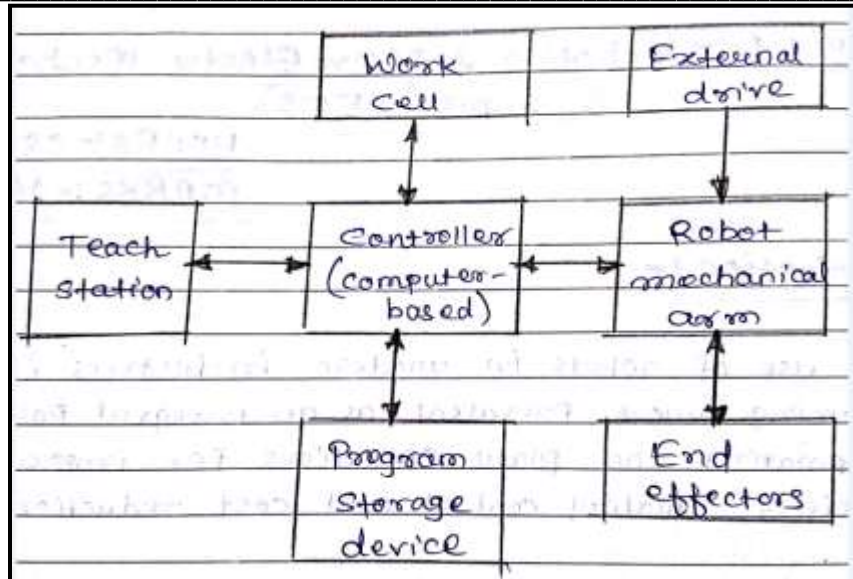 Work
cell
External
drive
Teach
station
Controller
(computer-
based)
Robot
mechanical
arm
Program
storage
device
End
effectors